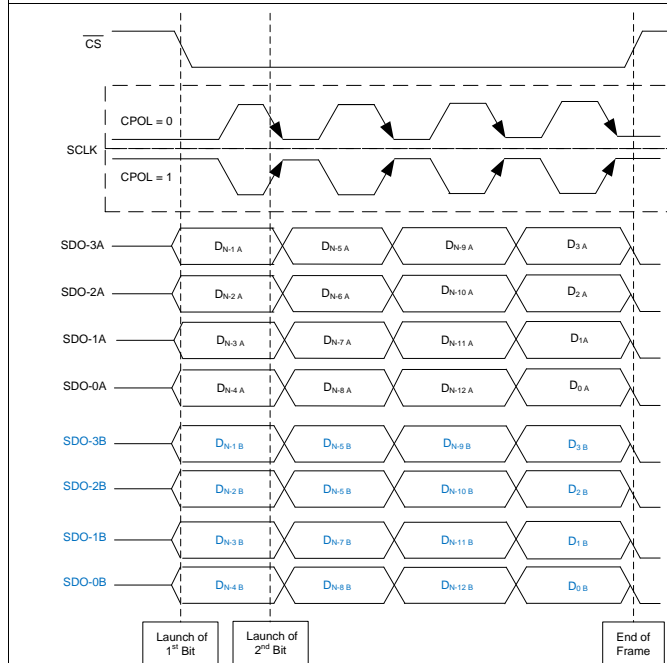 CS
CPOL = 0
SCLK
CPOL = 1
SDO-3A DN-1 A DN-5 A DN-9 A D3 A
SDO-2A DN-2 A DN-6 A DN-10 A D2 A
SDO-1A DN-3 A DN-7 A DN-11 A D1A
SDO-0A DN-4 A DN-8 A DN-12 A D0 A
SDO-3B DN-1 B DN-5 B DN-9 B D3 B
SDO-2B DN-2 B DN-5 B DN-10 B D2 B
SDO-1B DN-3 B DN-7 B DN-11 B D1 B
SDO-0B DN-4 B DN-8 B DN-12 B D0 B
Launch of
1st Bit
Launch of
2nd Bit
End of
Frame